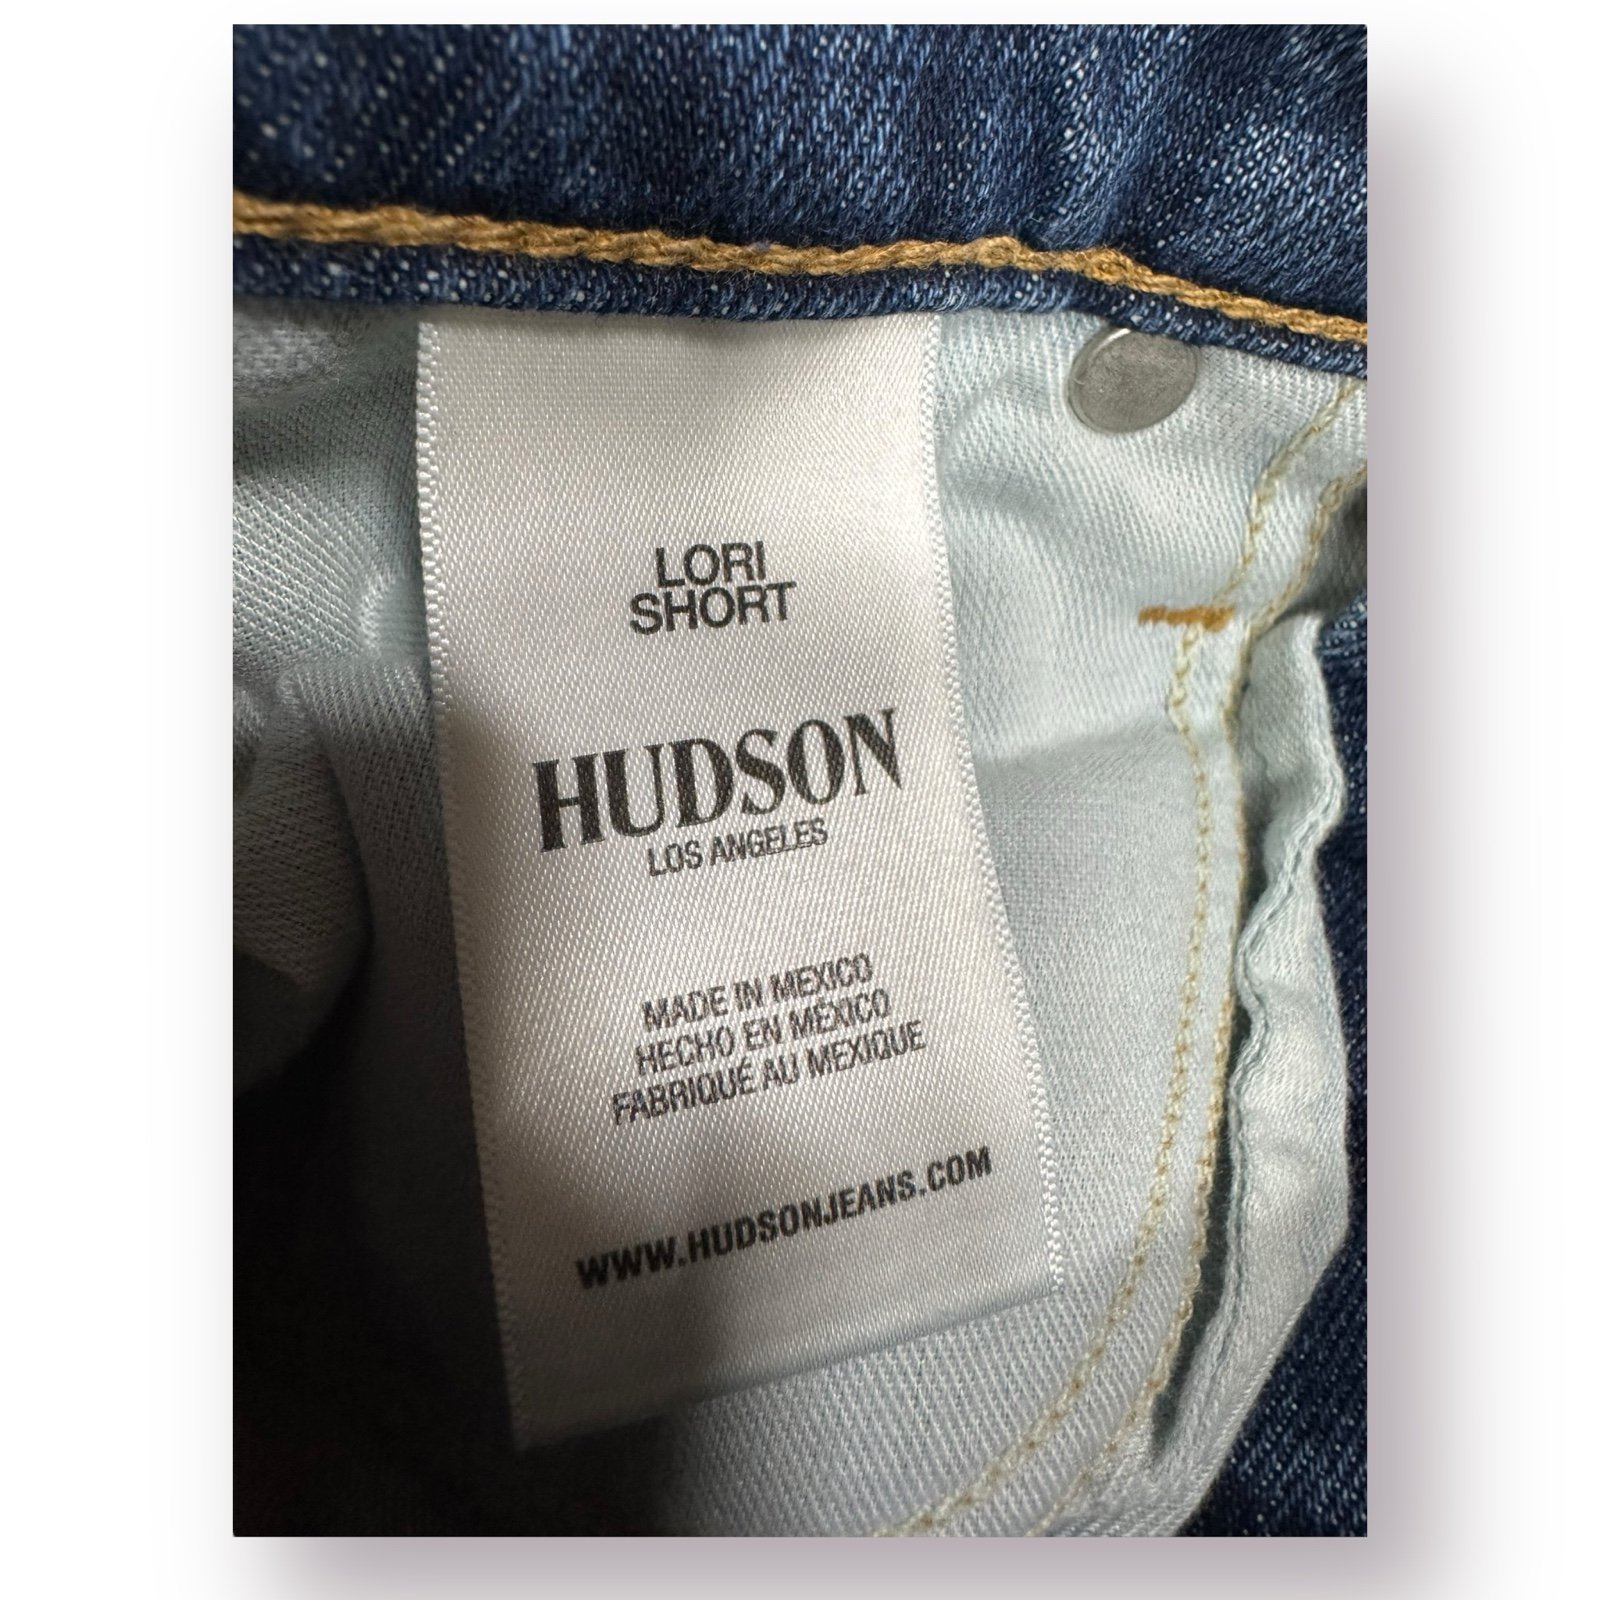 LORI
SHORT
HUDSON
LOS ANGELES
MADE IN MEXICO
HECHO EN MÉXICO
FABRIQUÉ AU MEXIQUE
WWW.HUDSONJEANS.COM